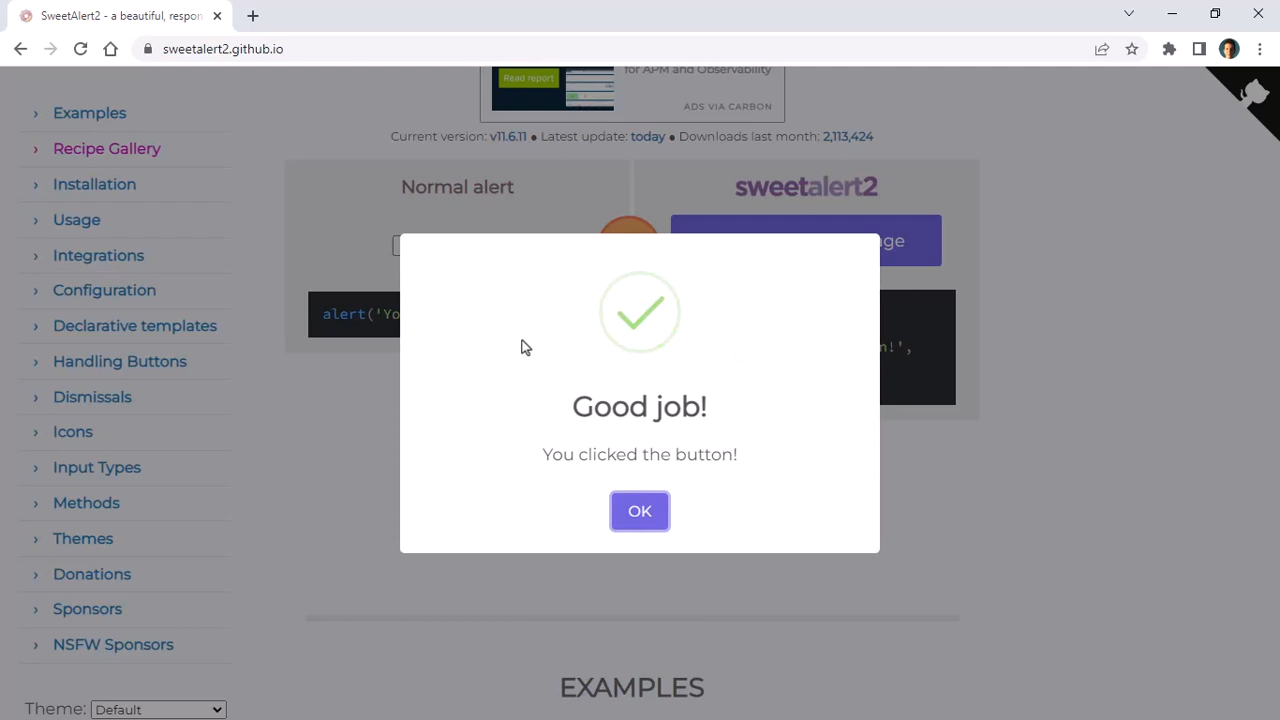 SweetAlert2 - a beautiful, respon
sweetalert2.github.io
Read report
for APM and Observability
ADS VIA CARBON
Current version: v11.6.11 ● Latest update: today ● Downloads last month: 2,113,424
Examples
Recipe Gallery
Installation
Usage
Integrations
Configuration
Declarative templates
Handling Buttons
Dismissals
Icons
Input Types
Methods
Themes
Donations
Sponsors
NSFW Sponsors
Theme: Default
Normal alert
sweetalert2
alert('Yo
!',
Good job!
You clicked the button!
OK
EXAMPLES